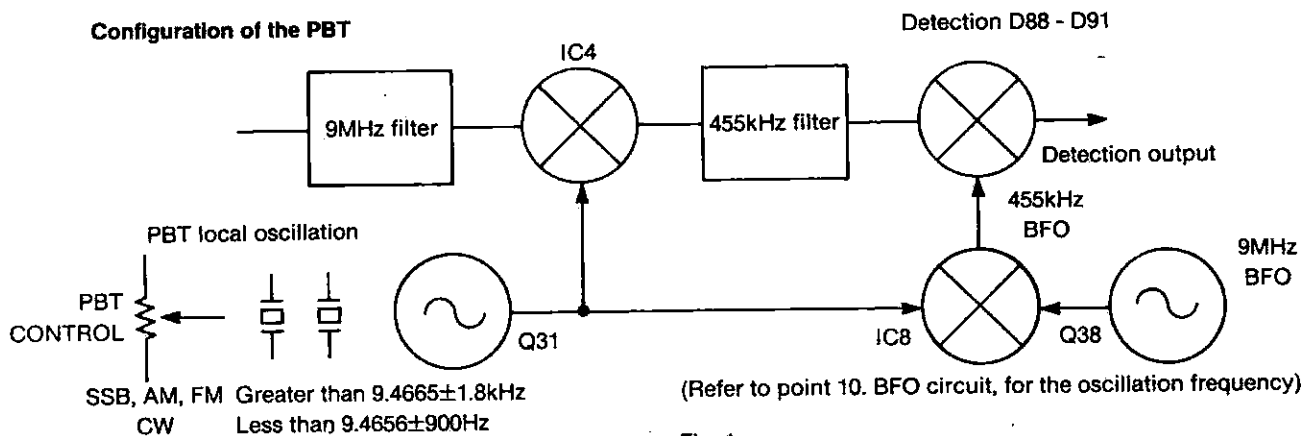 Configuration of the PBT
Detection D88 - D91
IC4
9MHz filter
455kHz filter
Detection output
PBT local oscillation
455kHz
BFO
9MHz
BFO
PBT
CONTROL
Q31
IC8
Q38
SSB, AM, FM Greater than 9.4665±1.8kHz
CW Less than 9.4656±900Hz
(Refer to point 10. BFO circuit, for the oscillation frequency)